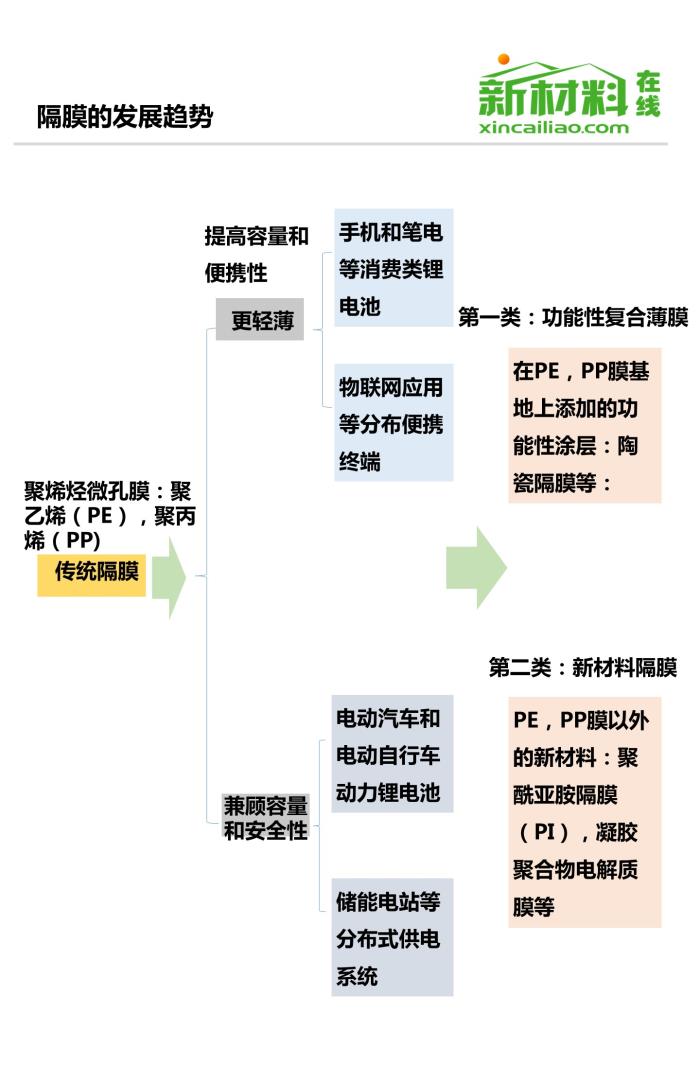 新材料在线
xincailiao.com
隔膜的发展趋势
提高容量和
便携性
更轻薄
手机和笔电
等消费类锂
电池
物联网应用
等分布便携
终端
第一类：功能性复合薄膜
在PE，PP膜基
地上添加的功
能性涂层：陶
瓷隔膜等：
聚烯烃微孔膜：聚
乙烯（PE），聚丙
烯（PP)
传统隔膜
兼顾容量
和安全性
电动汽车和
电动自行车
动力锂电池
储能电站等
分布式供电
系统
第二类：新材料隔膜
PE，PP膜以外
的新材料：聚
酰亚胺隔膜
（PI），凝胶
聚合物电解质
膜等